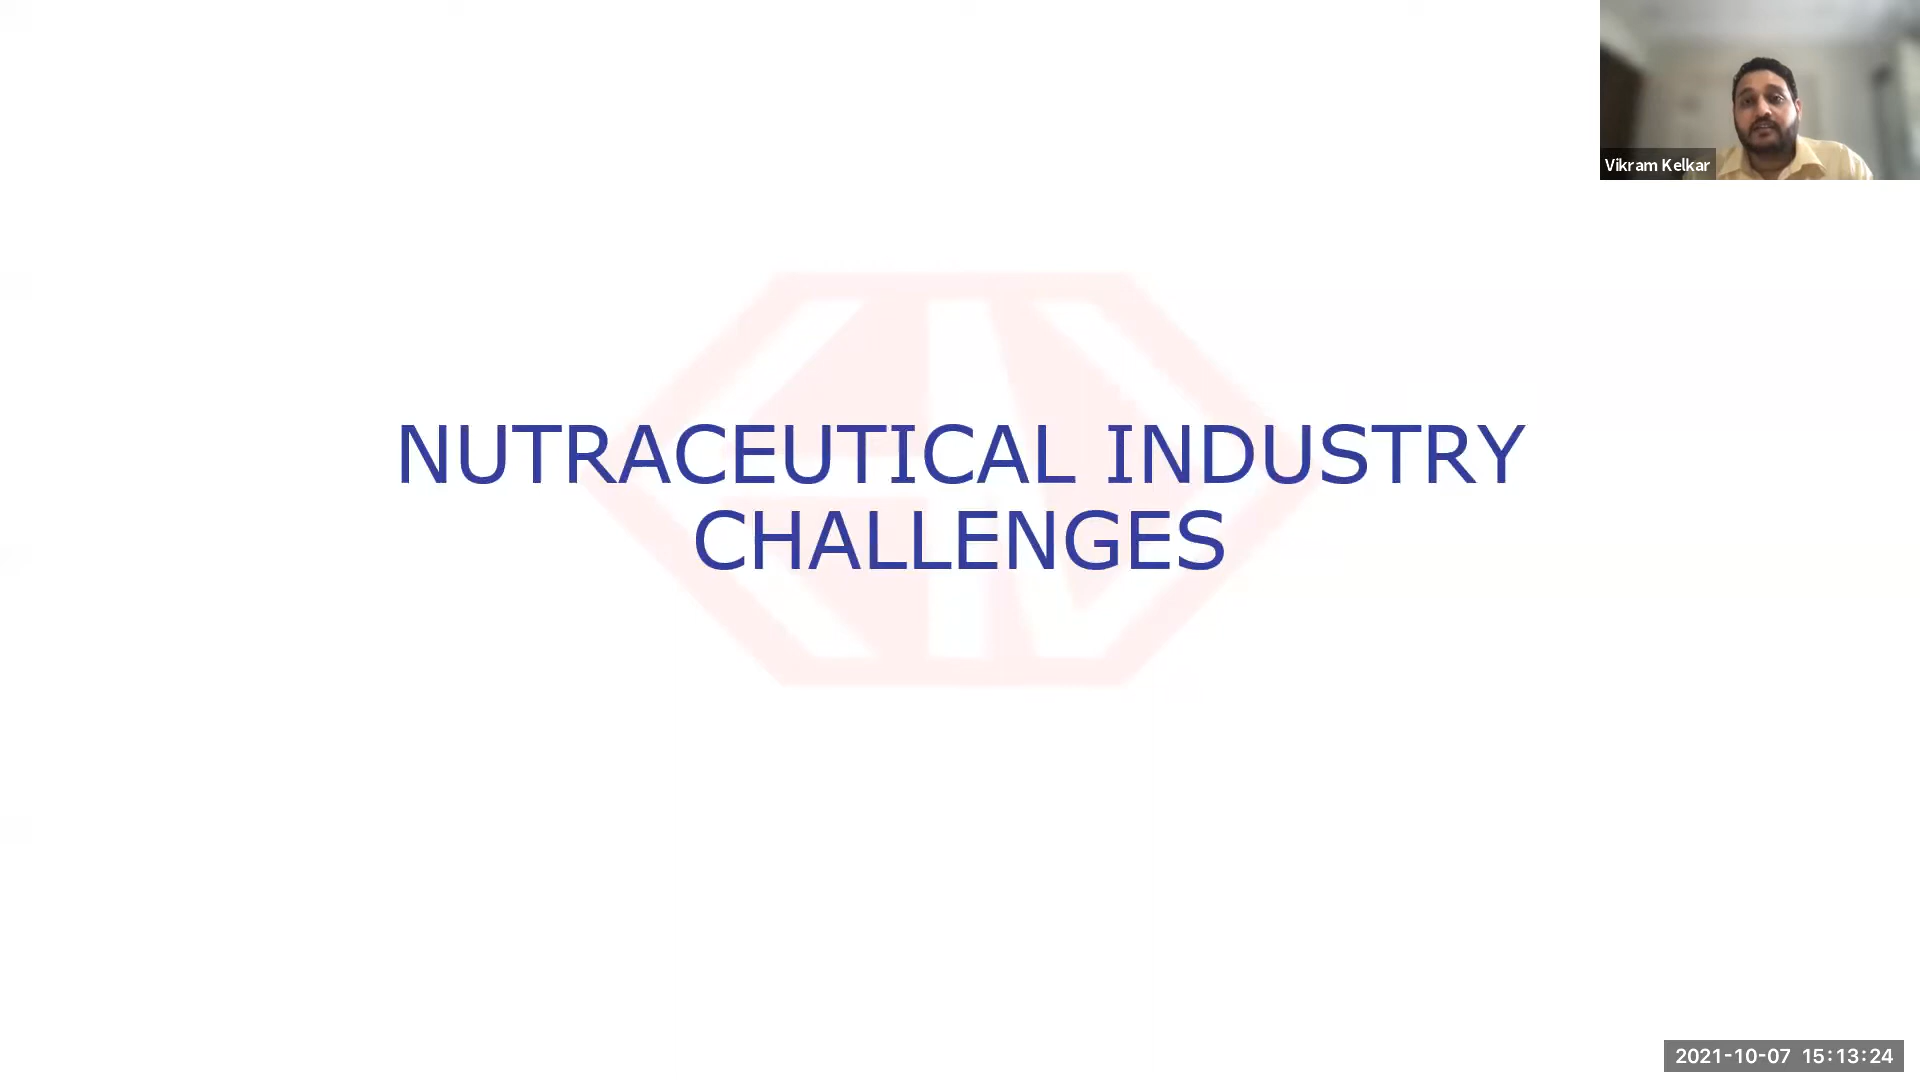 Vikram Kelkar
NUTRACEUTICAL INDUSTRY
CHALLENGES
2021-10-07 15:13:24